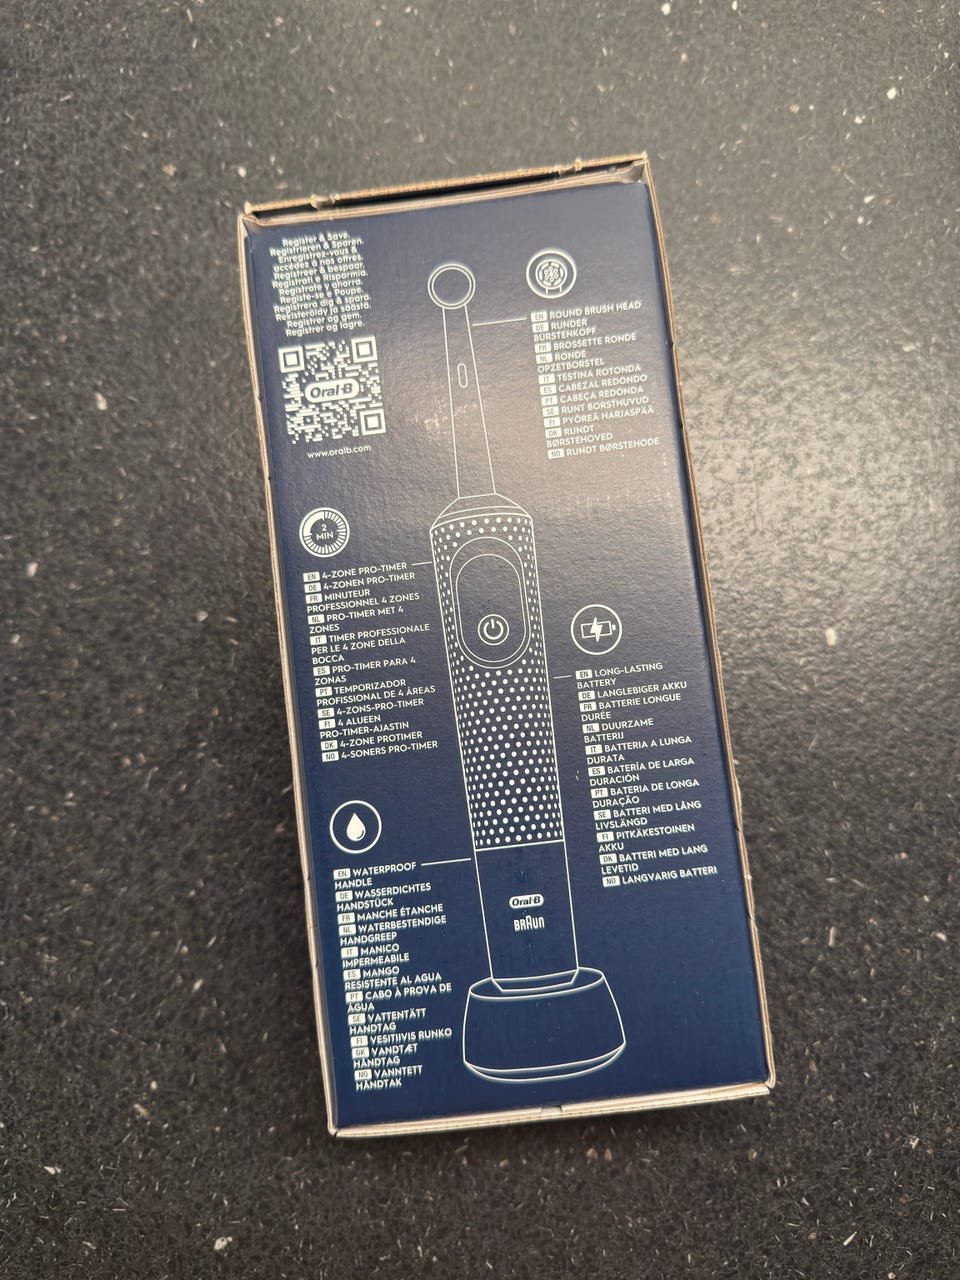 Register & Save.
Registrieren & Sparen.
Enregistrez-vous &
accédez à nos offres.
Registreer & bespaar.
Registrati e Risparmia.
Regístrate y ahorra.
Registe-se e Poupe.
Registrera dig & spara.
Rekisteröidy ja säästä.
Registrer og gem.
Registrer og lagre.
Oral-B
www.oralb.com
EN ROUND BRUSH HEAD
DE RUNDER
BÜRSTENKOPF
FR BROSSETTE RONDE
NL RONDE
OPZETBORSTEL
IT TESTINA ROTONDA
ES CABEZAL REDONDO
PT CABEÇA REDONDA
SE RUNT BORSTHUVUD
FI PYÖREÄ HARJASPÄÄ
DK RUNDT
BØRSTEHOVED
NO RUNDT BØRSTEHODE
2
MIN
EN 4-ZONE PRO-TIMER
DE 4-ZONEN PRO-TIMER
FR MINUTEUR
PROFESSIONNEL 4 ZONES
NL PRO-TIMER MET 4
ZONES
IT TIMER PROFESSIONALE
PER LE 4 ZONE DELLA
BOCCA
ES PRO-TIMER PARA 4
ZONAS
PT TEMPORIZADOR
PROFISSIONAL DE 4 ÁREAS
SE 4-ZONS-PRO-TIMER
FI 4 ALUEEN
PRO-TIMER-AJASTIN
DK 4-ZONE PROTIMER
NO 4-SONERS PRO-TIMER
EN LONG-LASTING
BATTERY
DE LANGLEBIGER AKKU
FR BATTERIE LONGUE
DURÉE
NL DUURZAME
BATTERIJ
IT BATTERIA A LUNGA
DURATA
ES BATERÍA DE LARGA
DURACIÓN
PT BATERIA DE LONGA
DURAÇÃO
SE BATTERI MED LÅNG
LIVSLÄNGD
FI PITKÄKESTOINEN
AKKU
DK BATTERI MED LANG
LEVETID
NO LANGVARIG BATTERI
EN WATERPROOF
HANDLE
DE WASSERDICHTES
HANDSTÜCK
FR MANCHE ÉTANCHE
NL WATERBESTENDIGE
HANDGREEP
IT MANICO
IMPERMEABILE
ES MANGO
RESISTENTE AL AGUA
PT CABO À PROVA DE
ÁGUA
SE VATTENTÄTT
HANDTAG
FI VESITIIVIS RUNKO
DK VANDTÆT
HÅNDTAG
NO VANNTETT
HÅNDTAK
Oral-B
BRAUN